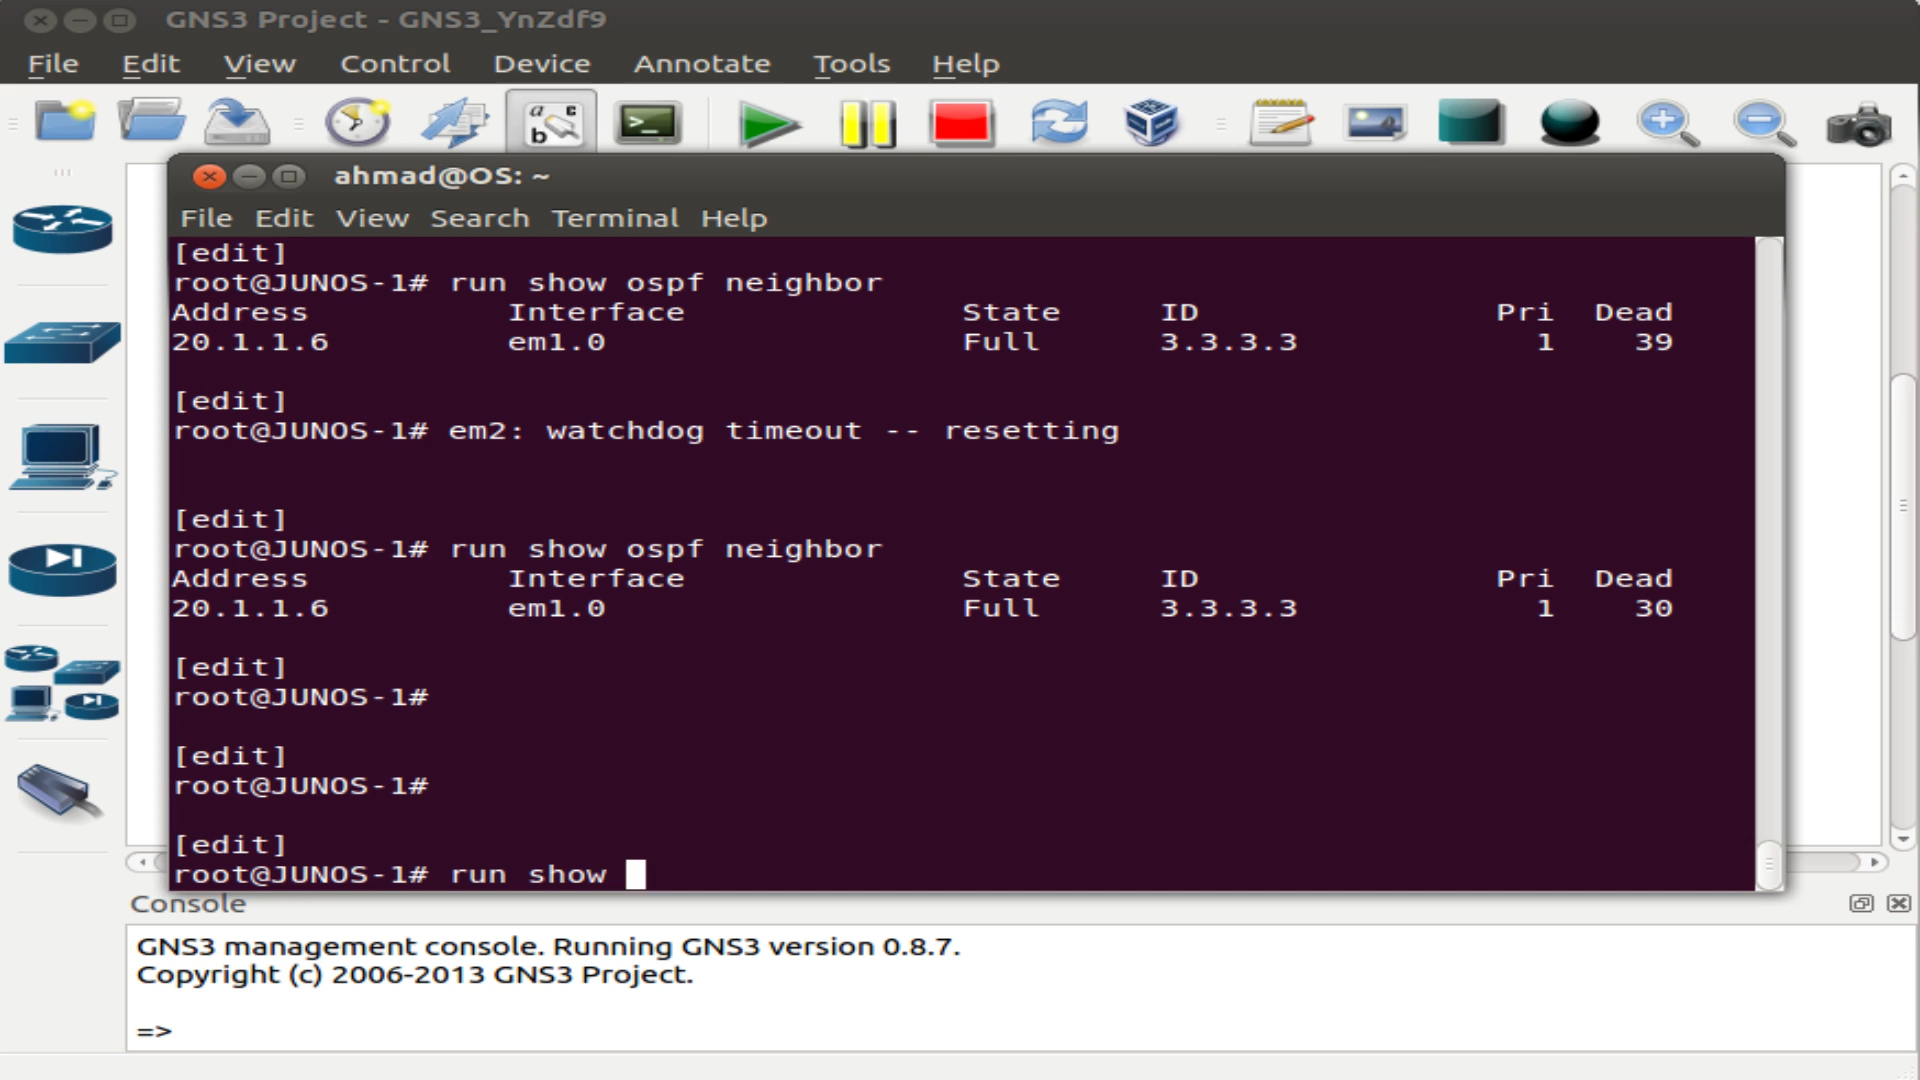 GNS3 Project - GNS3_YnZdf9
File Edit View Control Device Annotate Tools Help
ahmad@OS: ~
File Edit View Search Terminal Help
[edit]
root@JUNOS-1# run show ospf neighbor
Address Interface State ID Pri Dead
20.1.1.6 em1.0 Full 3.3.3.3 1 39
[edit]
root@JUNOS-1# em2: watchdog timeout -- resetting
[edit]
root@JUNOS-1# run show ospf neighbor
Address Interface State ID Pri Dead
20.1.1.6 em1.0 Full 3.3.3.3 1 30
[edit]
root@JUNOS-1#
[edit]
root@JUNOS-1#
[edit]
root@JUNOS-1# run show
Console
GNS3 management console. Running GNS3 version 0.8.7.
Copyright (c) 2006-2013 GNS3 Project.
=>